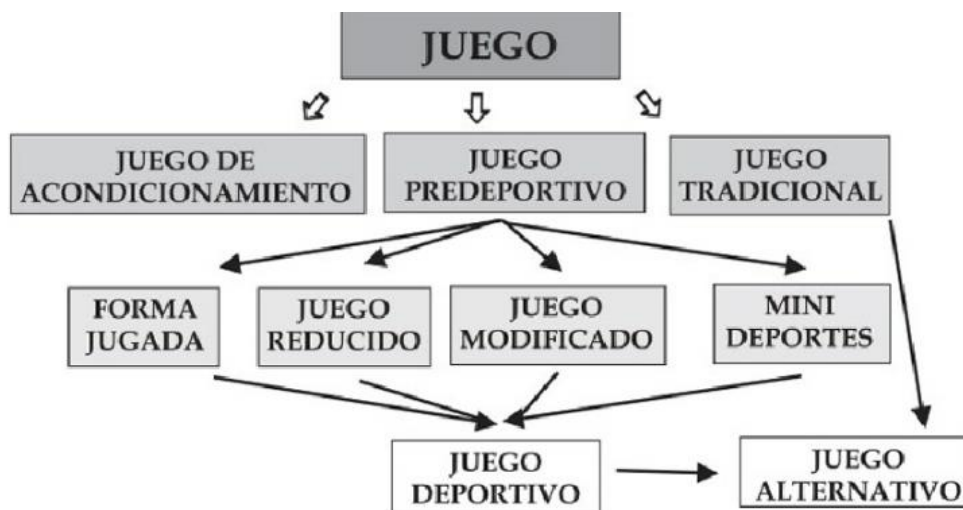 JUEGO
JUEGO DE
ACONDICIONAMIENTO
JUEGO
PREDEPORTIVO
JUEGO
TRADICIONAL
FORMA
JUGADA
JUEGO
REDUCIDO
JUEGO
MODIFICADO
MINI
DEPORTES
JUEGO
DEPORTIVO
JUEGO
ALTERNATIVO